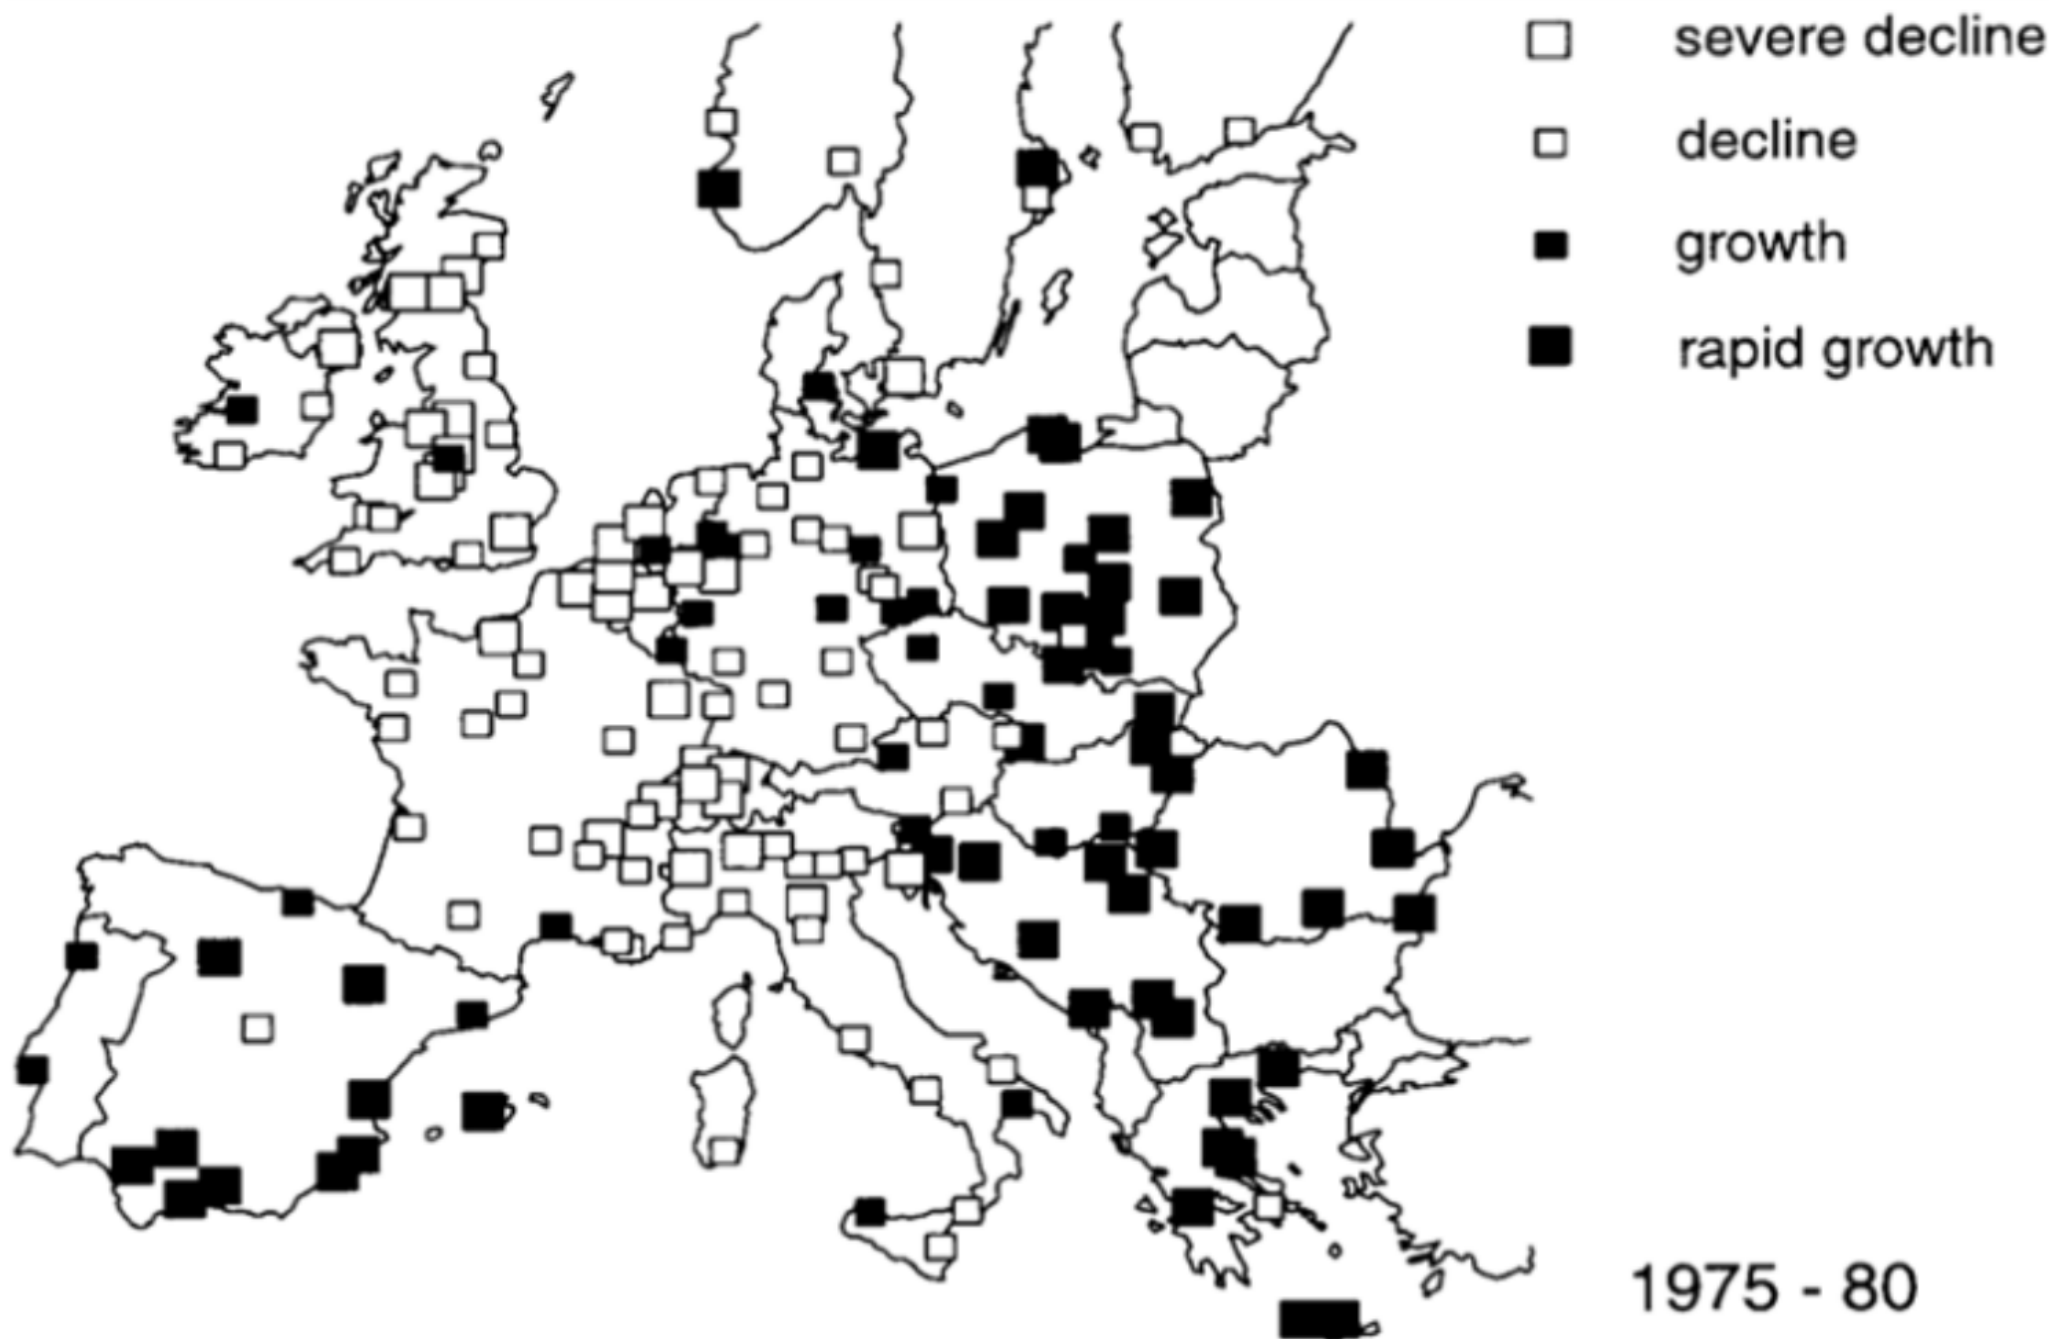 severe decline
decline
growth
rapid growth
1975 - 80